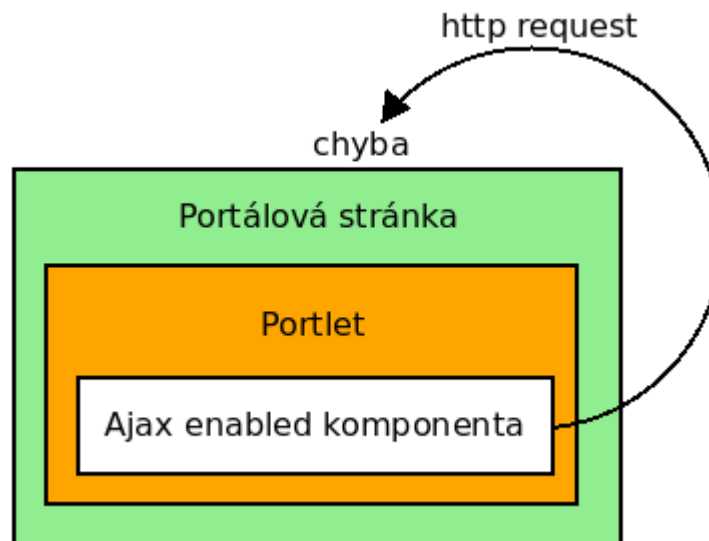 http request
chyba
Portálová stránka
Portlet
Ajax enabled komponenta